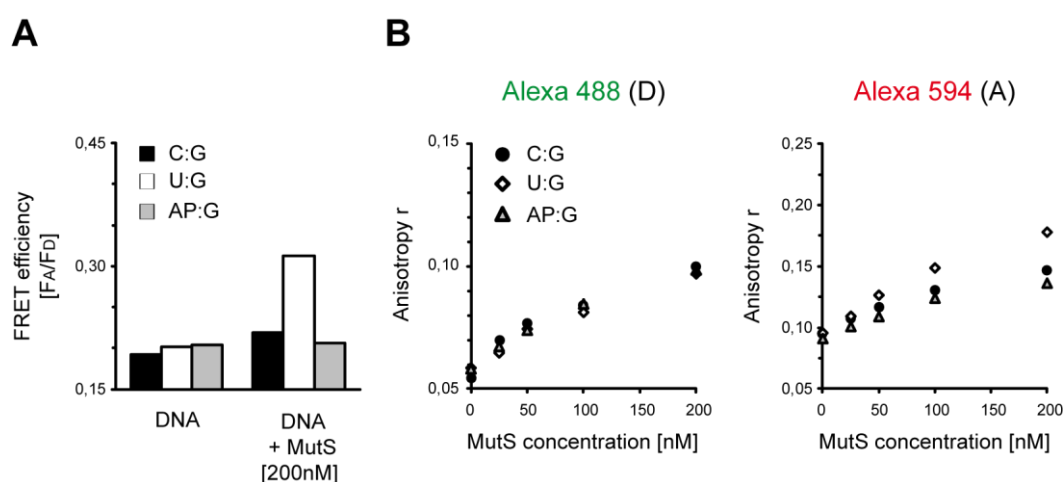 A
FRET efficiency
[FA/FD]
0,45
0,30
0,15
C:G
U:G
AP:G
DNA
DNA
+ MutS
[200nM]
B
Alexa 488 (D)
Anisotropy r
0,15
0,10
0,05
C:G
U:G
AP:G
0 50 100 150 200
MutS concentration [nM]
Alexa 594 (A)
Anisotropy r
0,25
0,20
0,15
0,10
0,05
0 50 100 150 200
MutS concentration [nM]